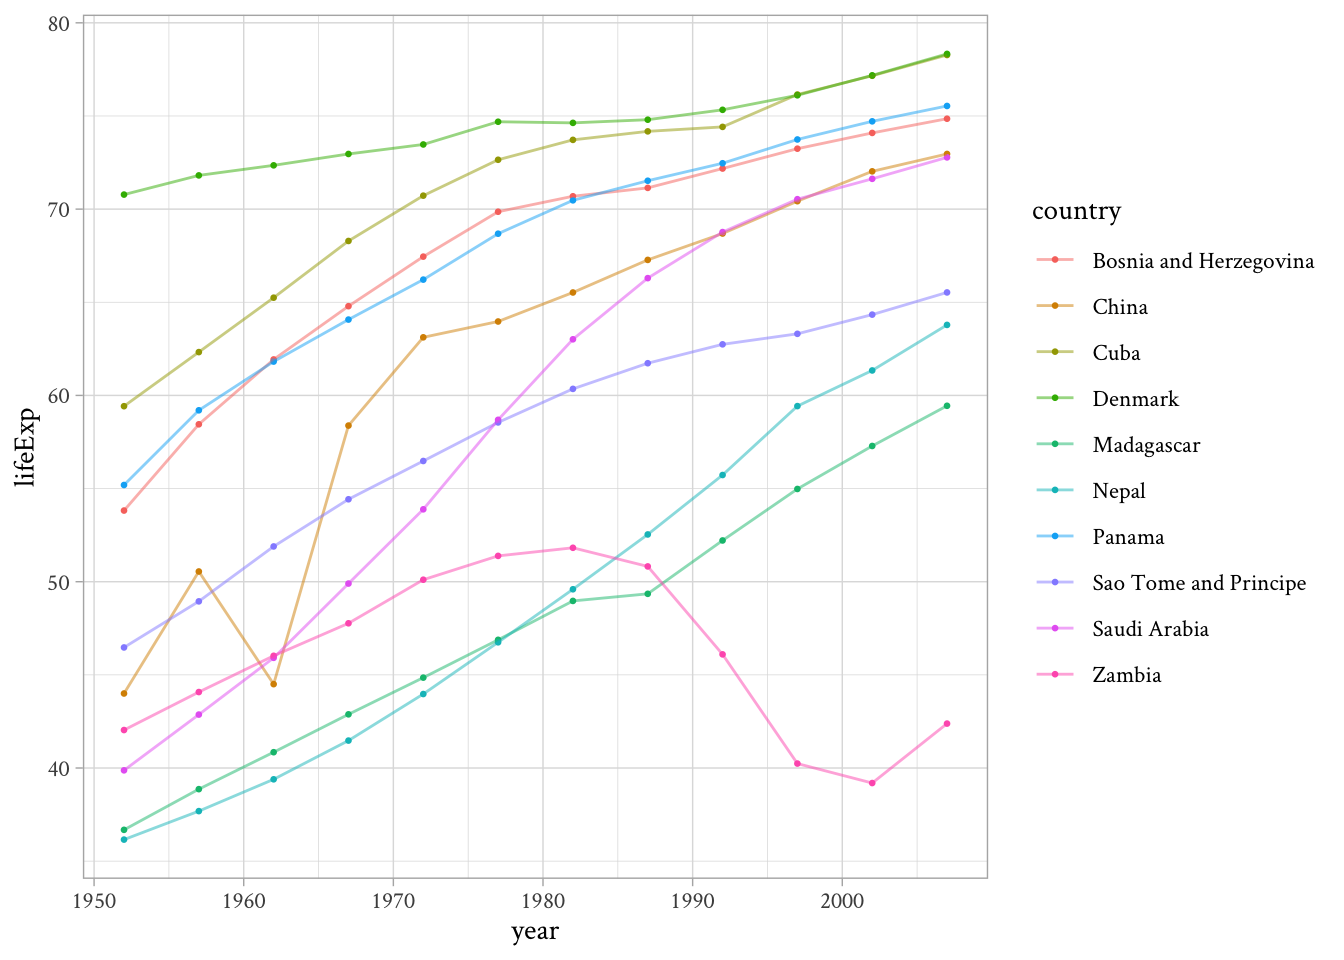 80
70
60
50
40
lifeExp
1950 1960 1970 1980 1990 2000
year
country
Bosnia and Herzegovina
China
Cuba
Denmark
Madagascar
Nepal
Panama
Sao Tome and Principe
Saudi Arabia
Zambia